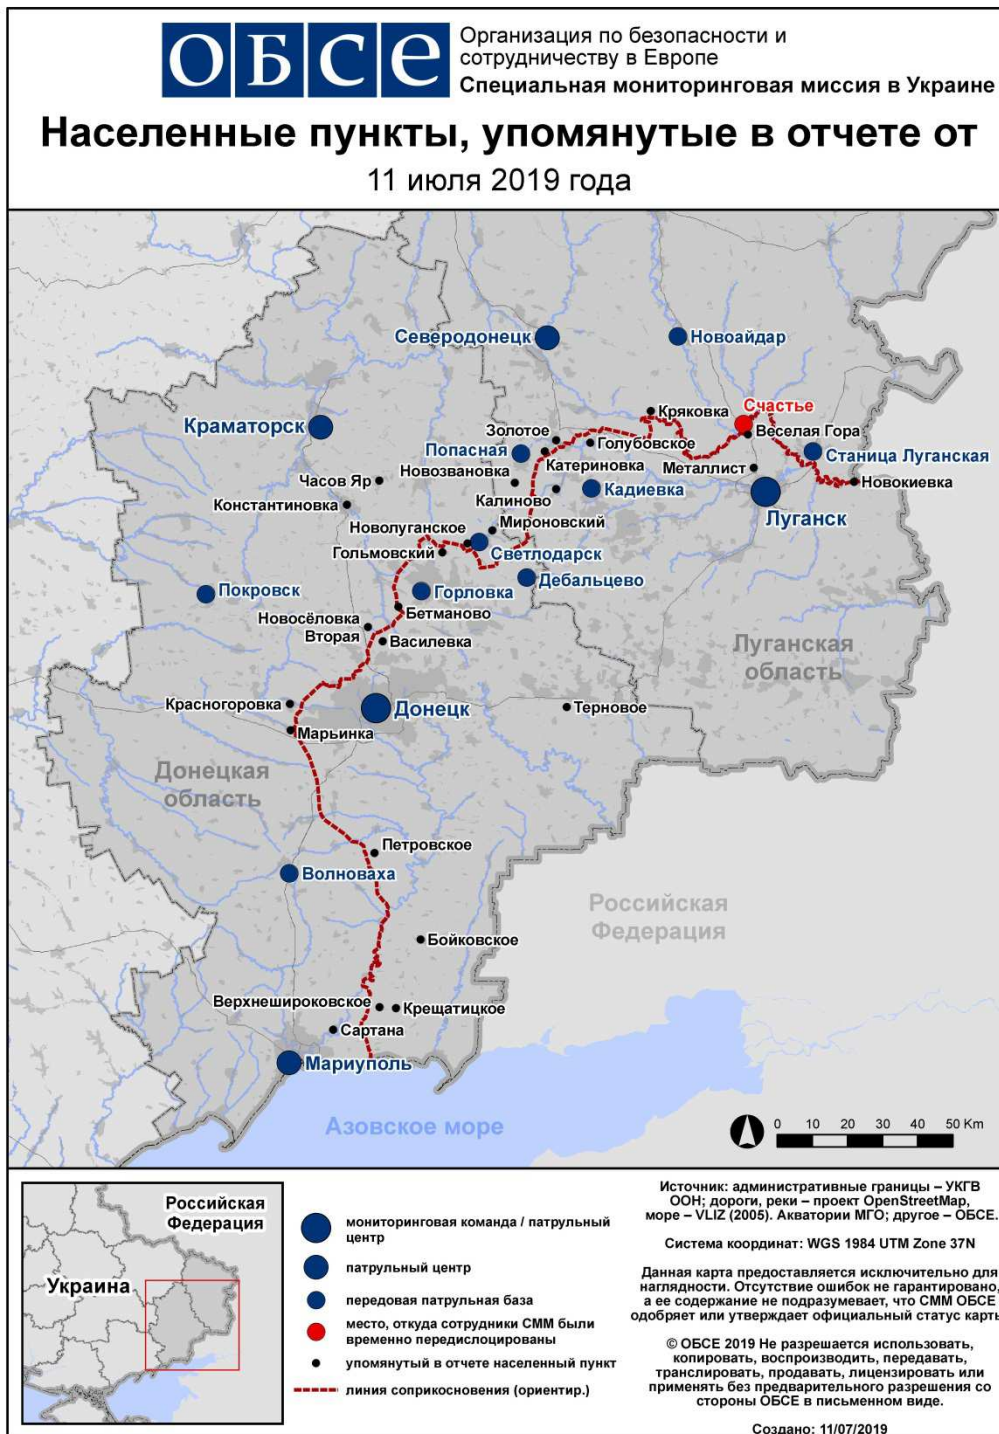 ОБСЕ
Организация по безопасности и
сотрудничеству в Европе
Специальная мониторинговая миссия в Украине
Населенные пункты, упомянутые в отчете от
11 июля 2019 года
Северодонецк
Новоайдар
Счастье
Кряковка
Краматорск
Золотое
Голубовское
Веселая Гора
Попасная
Катериновка
Станица Луганская
Новозвановка
Металлист
Часов Яр
Калиново
Кадиевка
Новокиевка
Константиновка
Луганск
Новолуганское
Мироновский
Гольмовский
Светлодарск
Дебальцево
Покровск
Горловка
Бетманово
Новосёловка
Вторая
Василевка
Луганская
область
Красногоровка
Донецк
Терновое
Марьинка
Донецкая
область
Петровское
Волноваха
Российская
Федерация
Бойковское
Верхнешироковское
Крещатицкое
Сартана
Мариуполь
Азовское море
0 10 20 30 40 50 Km
Российская
Федерация
Украина
мониторинговая команда / патрульный
центр
патрульный центр
передовая патрульная база
место, откуда сотрудники СММ были
временно передислоцированы
упомянутый в отчете населенный пункт
линия соприкосновения (ориентир.)
Источник: административные границы – УКГВ
ООН; дороги, реки – проект OpenStreetMap,
море – VLIZ (2005). Акватории МГО; другое – ОБСЕ.
Система координат: WGS 1984 UTM Zone 37N
Данная карта предоставляется исключительно для
наглядности. Отсутствие ошибок не гарантировано,
а ее содержание не подразумевает, что СММ ОБСЕ
одобряет или утверждает официальный статус карты
© ОБСЕ 2019 Не разрешается использовать,
копировать, воспроизводить, передавать,
транслировать, продавать, лицензировать или
применять без предварительного разрешения со
стороны ОБСЕ в письменном виде.
Создано: 11/07/2019